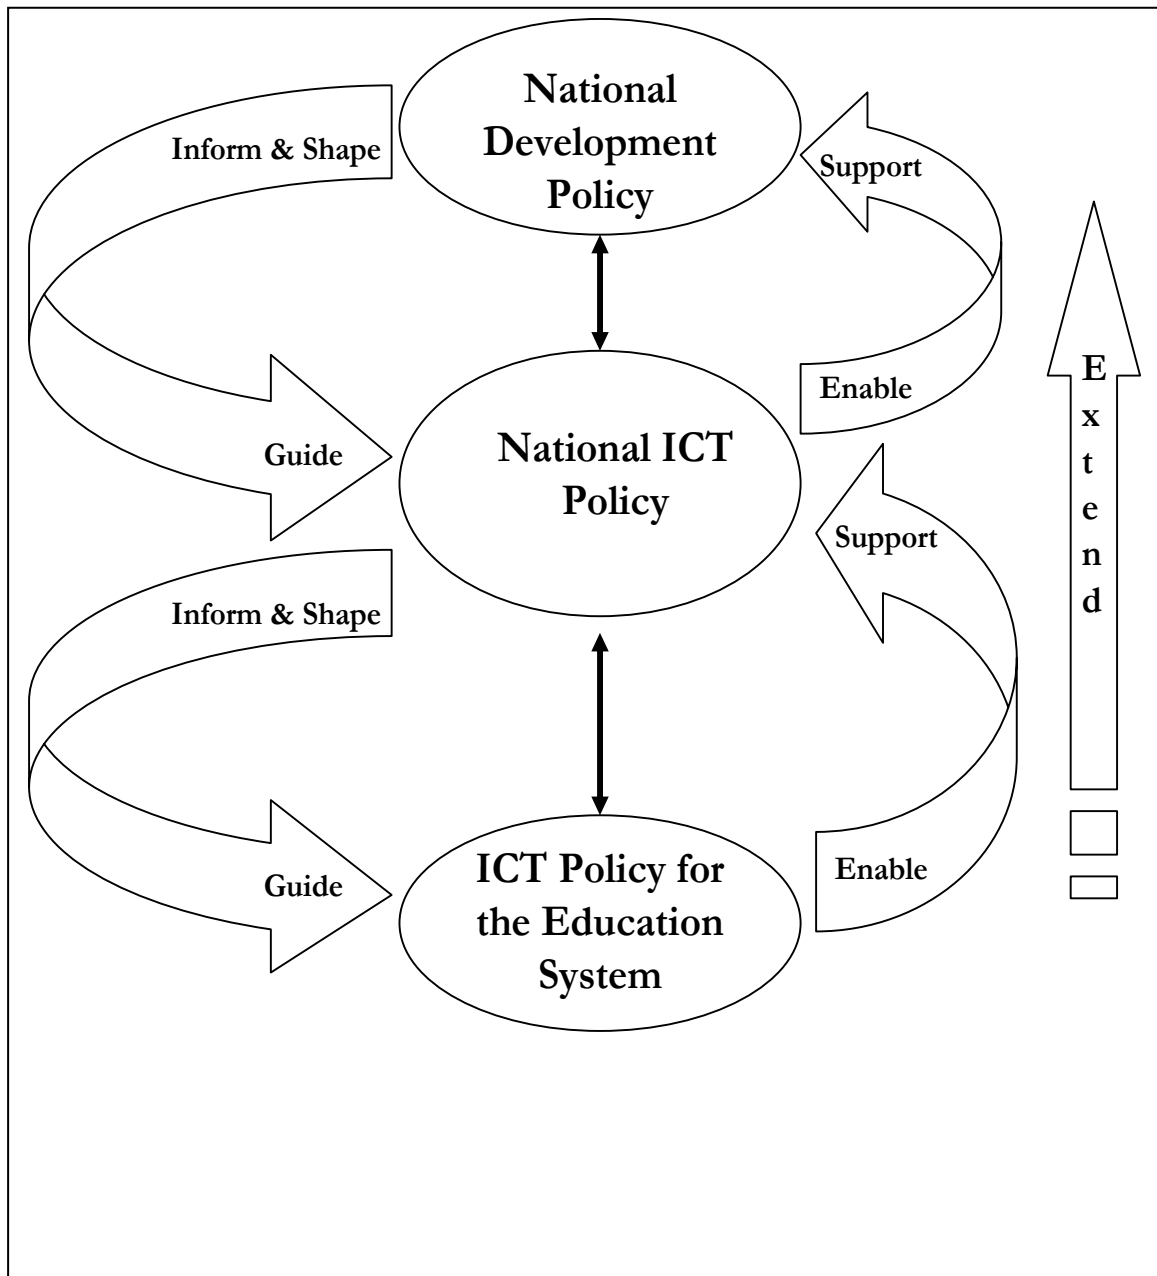 National
Development
Policy
Inform & Shape
Support
Enable
Guide
National ICT
Policy
Support
Inform & Shape
Enable
Guide
ICT Policy for
the Education
System
E
x
t
e
n
d